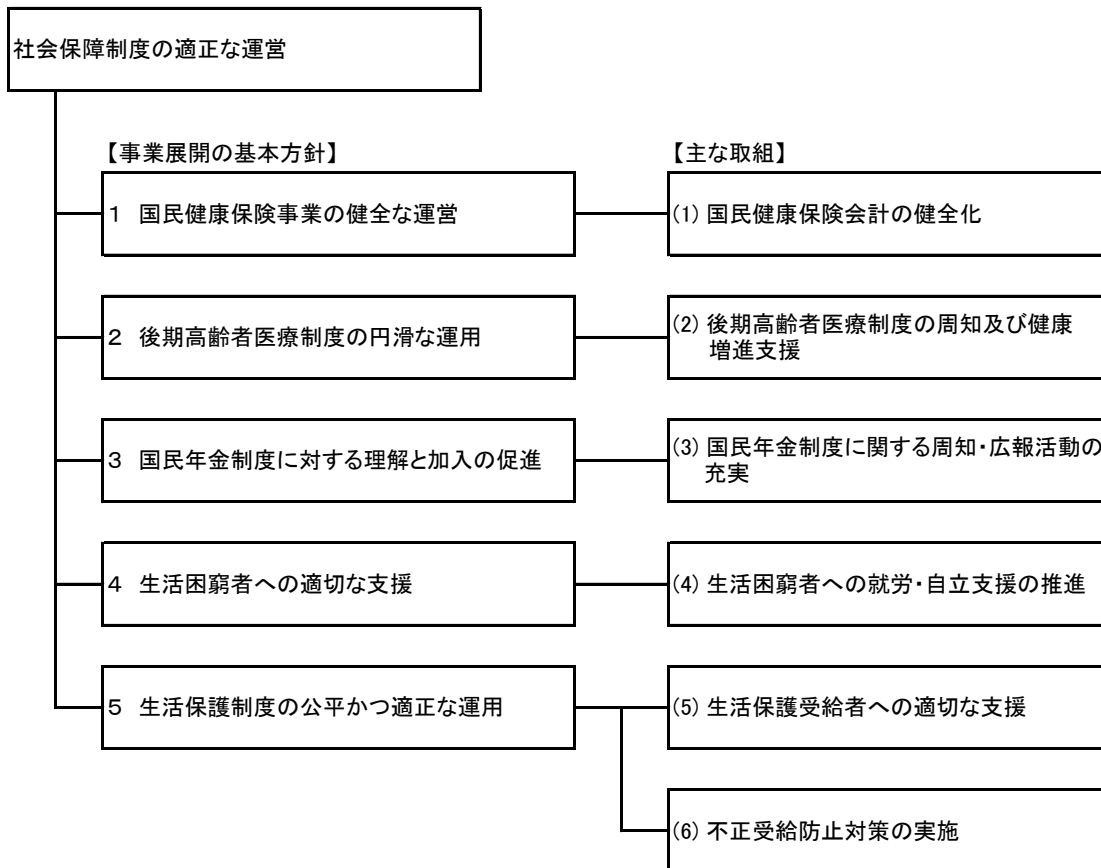 社会保障制度の適正な運営
【事業展開の基本方針】
【主な取組】
1 国民健康保険事業の健全な運営
(1) 国民健康保険会計の健全化
2 後期高齢者医療制度の円滑な運用
(2) 後期高齢者医療制度の周知及び健康
増進支援
3 国民年金制度に対する理解と加入の促進
(3) 国民年金制度に関する周知・広報活動の
充実
4 生活困窮者への適切な支援
(4) 生活困窮者への就労・自立支援の推進
5 生活保護制度の公平かつ適正な運用
(5) 生活保護受給者への適切な支援
(6) 不正受給防止対策の実施